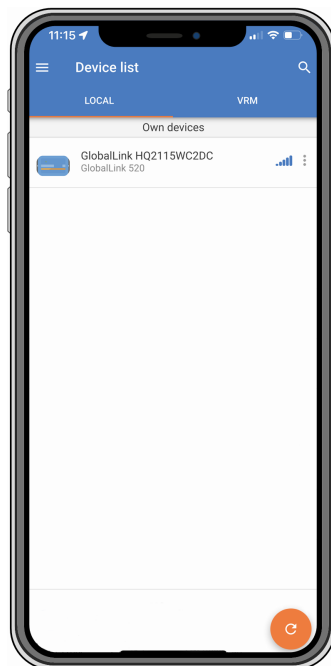 11:15
Device list
LOCAL VRM
Own devices
GlobalLink HQ2115WC2DC
GlobalLink 520